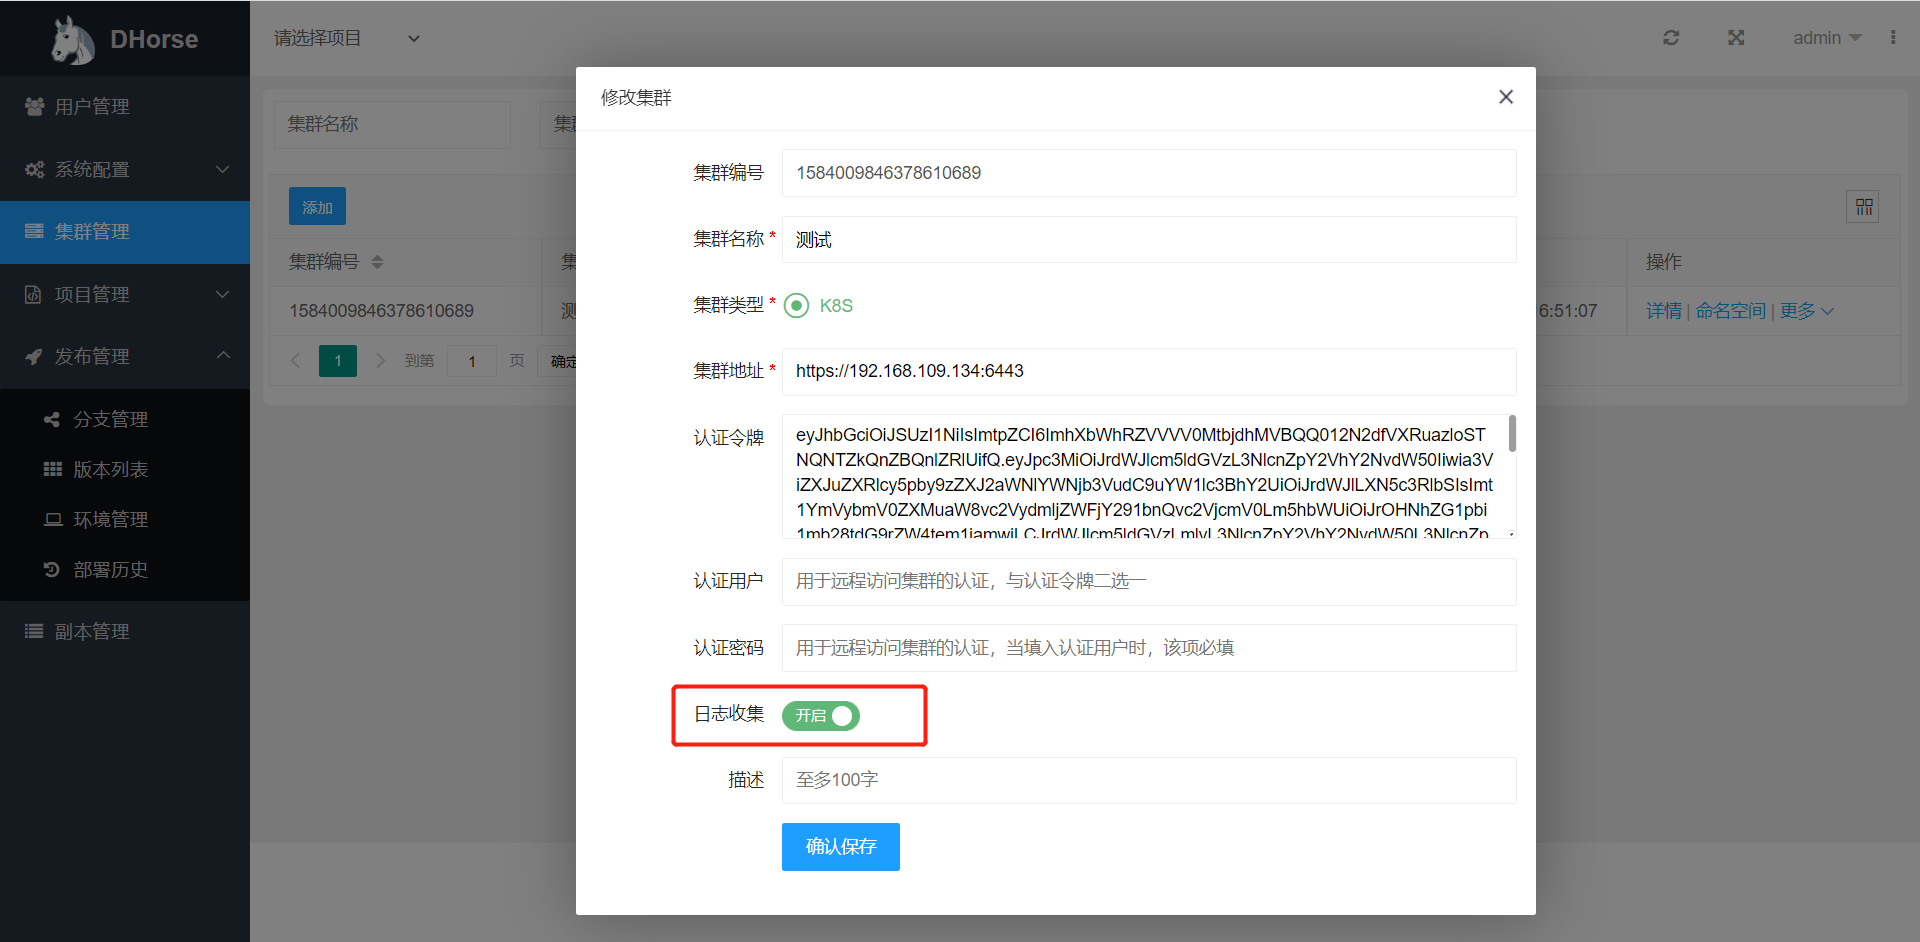 DHorse
请选择项目
admin
用户管理
系统配置
集群管理
项目管理
发布管理
分支管理
版本列表
环境管理
部署历史
副本管理
集群名称
集
添加
集群编号
集
操作
1584009846378610689
测
6:51:07
详情 | 命名空间 | 更多
1
到第
1
页
确定
修改集群
集群编号
1584009846378610689
集群名称 *
测试
集群类型 *
K8S
集群地址 *
https://192.168.109.134:6443
认证令牌
eyJhbGciOiJSUzI1NiIsImtpZCI6ImhXbWhRZVVVV0MtbjdhMVBQQ012N2dfVXRuazloST
NQNTZkQnZBQnlZRlUifQ.eyJpc3MiOiJrdWJlcm5ldGVzL3NlcnZpY2VhY2NvdW50Iiwia3V
iZXJuZXRlcy5pby9zZXJ2aWNlYWNjb3VudC9uYW1lc3BhY2UiOiJrdWJlLXN5c3RlbSIsImt
1YmVybmV0ZXMuaW8vc2VydmljZWFjY291bnQvc2VjcmV0Lm5hbWUiOiJrOHNhZG1pbi
认证用户
用于远程访问集群的认证，与认证令牌二选一
认证密码
用于远程访问集群的认证，当填入认证用户时，该项必填
日志收集
开启
描述
至多100字
确认保存